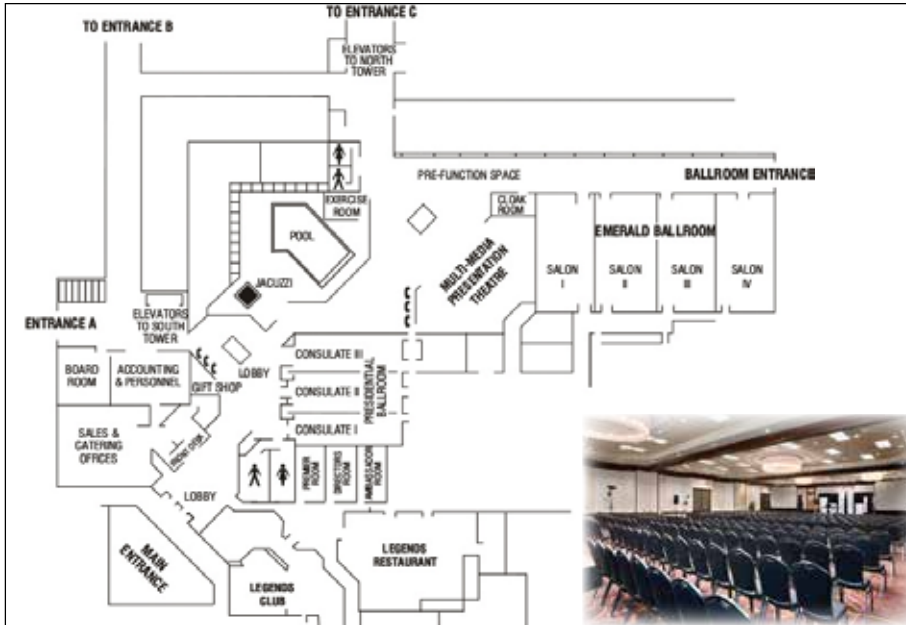 TO ENTRANCE C
TO ENTRANCE B
ELEVATORS
TO NORTH
TOWER
PRE-FUNCTION SPACE
BALLROOM ENTRANCE
EXERCISE
ROOM
CLOAK
ROOM
POOL
EMERALD BALLROOM
MULTI-MEDIA
PRESENTATION
THEATRE
SALON
I
SALON
II
SALON
III
SALON
IV
JACUZZI
ENTRANCE A
ELEVATORS
TO SOUTH
TOWER
BOARD
ROOM
ACCOUNTING
& PERSONNEL
GIFT SHOP
LOBBY
CONSULATE III
CONSULATE II
CONSULATE I
PRESIDENTIAL
BALLROOM
SALES &
CATERING
OFFICES
FRONT DESK
PREMIER
ROOM
DIRECTORS
ROOM
AMBASSADOR
ROOM
LOBBY
MAIN
ENTRANCE
LEGENDS
CLUB
LEGENDS
RESTAURANT